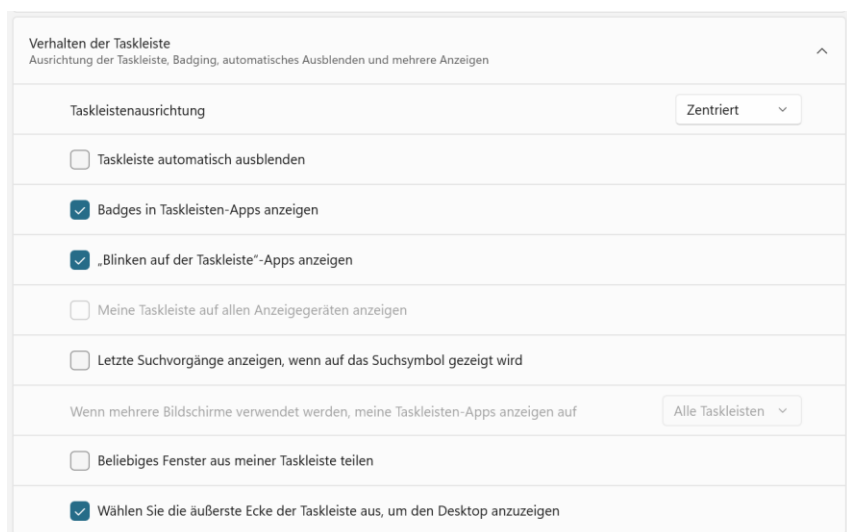 Verhalten der Taskleiste
Ausrichtung der Taskleiste, Badging, automatisches Ausblenden und mehrere Anzeigen
Taskleistenausrichtung
Zentriert
Taskleiste automatisch ausblenden
Badges in Taskleisten-Apps anzeigen
„Blinken auf der Taskleiste“-Apps anzeigen
Meine Taskleiste auf allen Anzeigegeräten anzeigen
Letzte Suchvorgänge anzeigen, wenn auf das Suchsymbol gezeigt wird
Wenn mehrere Bildschirme verwendet werden, meine Taskleisten-Apps anzeigen auf
Alle Taskleisten
Beliebiges Fenster aus meiner Taskleiste teilen
Wählen Sie die äußerste Ecke der Taskleiste aus, um den Desktop anzuzeigen